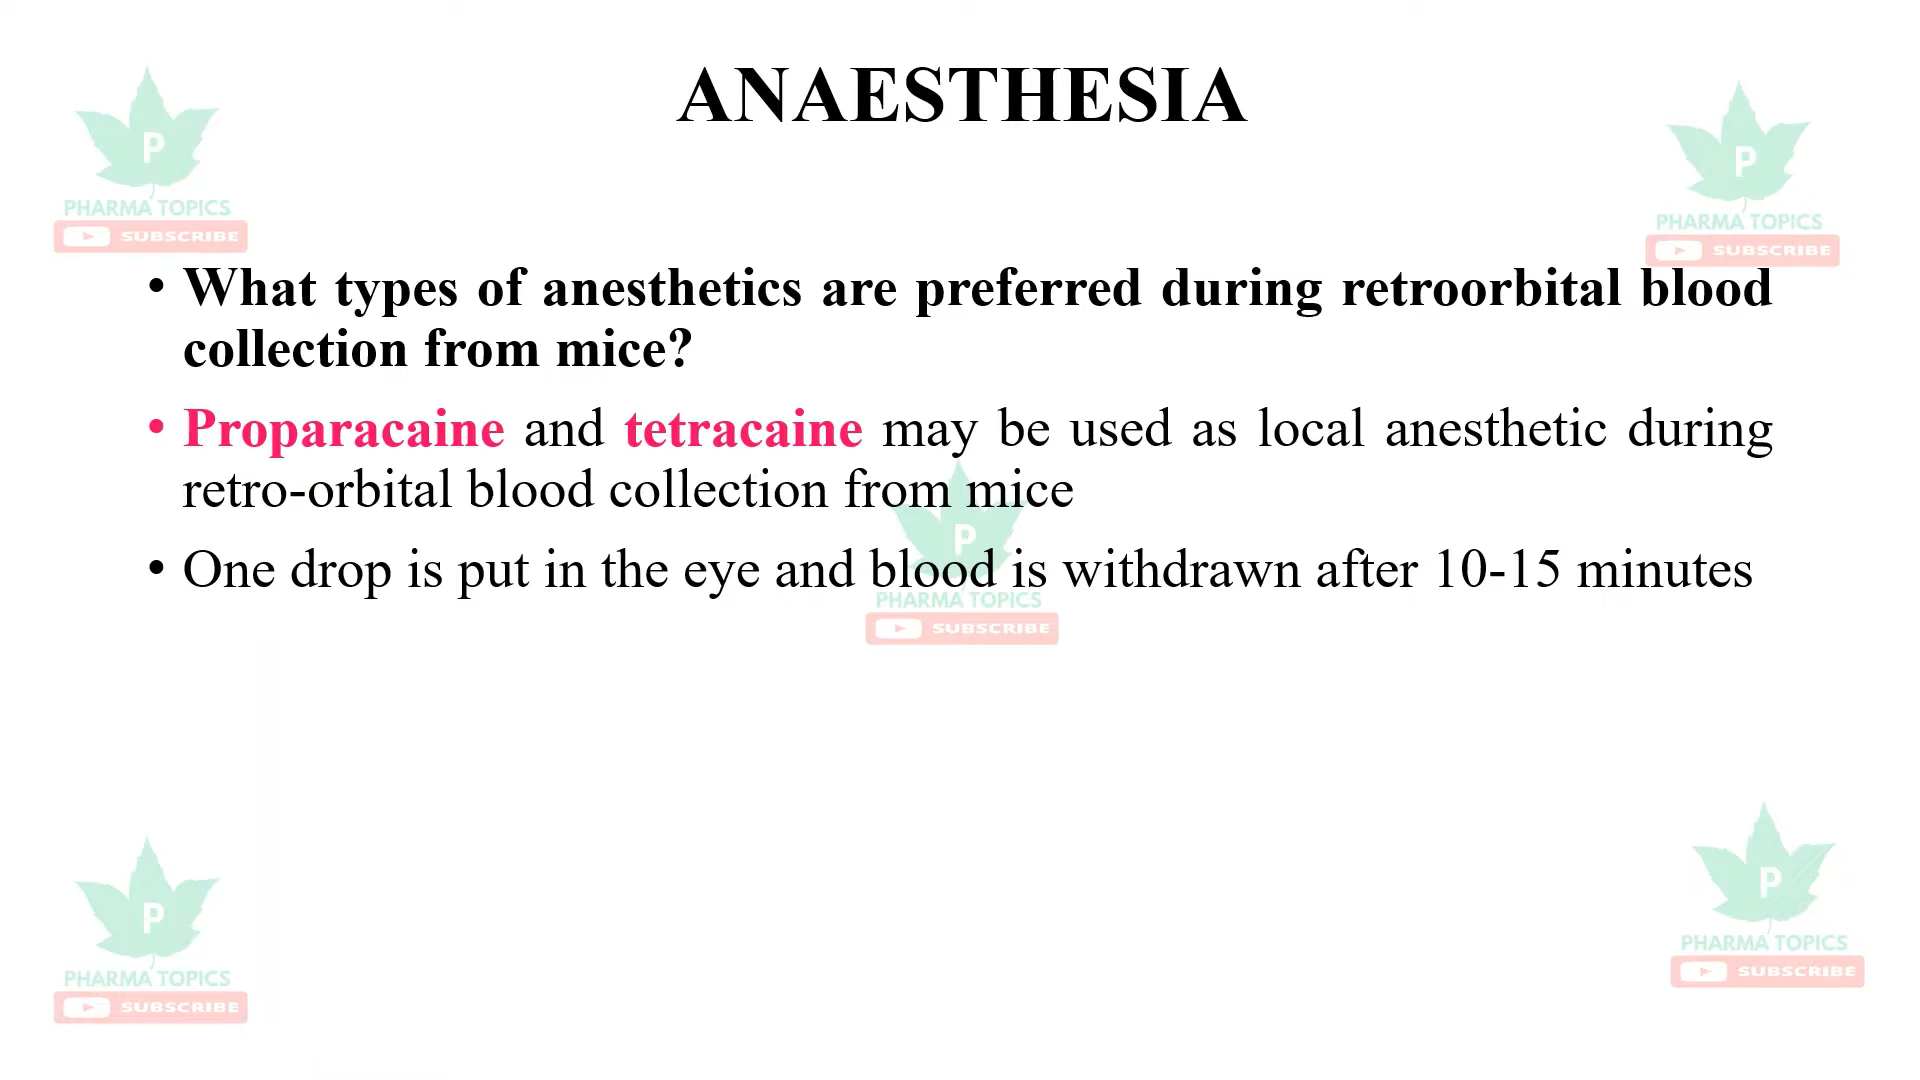 ANAESTHESIA
P
PHARMA TOPICS
SUBSCRIBE
P
PHARMA TOPICS
SUBSCRIBE
• What types of anesthetics are preferred during retroorbital blood
collection from mice?
• Proparacaine and tetracaine may be used as local anesthetic during
retro-orbital blood collection from mice
• One drop is put in the eye and blood is withdrawn after 10-15 minutes
P
PHARMA TOPICS
SUBSCRIBE
P
PHARMA TOPICS
SUBSCRIBE
P
PHARMA TOPICS
SUBSCRIBE